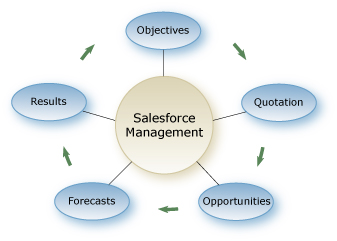 Objectives
Quotation
Opportunities
Forecasts
Results
Salesforce
Management